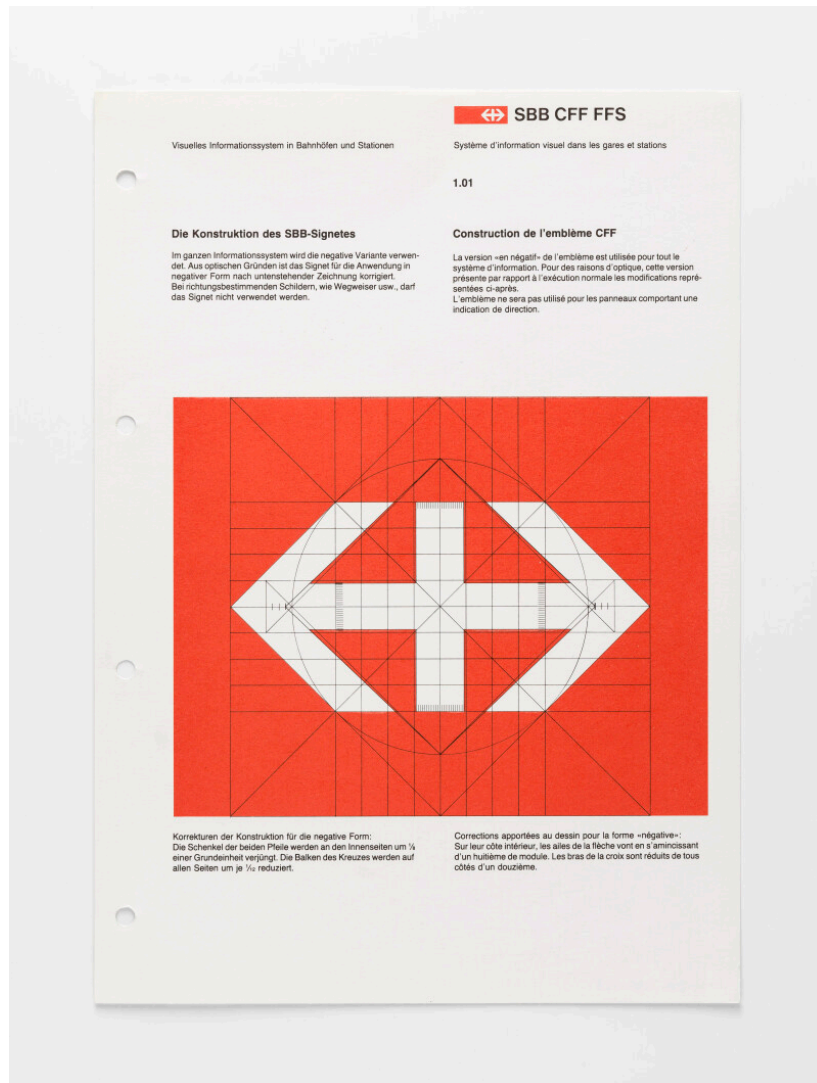 SBB CFF FFS
Visuelles Informationssystem in Bahnhöfen und Stationen
Système d'information visuel dans les gares et stations
1.01
Die Konstruktion des SBB-Signetes
Im ganzen Informationssystem wird die negative Variante verwen-
det. Aus optischen Gründen ist das Signet für die Anwendung in
negativer Form nach untenstehender Zeichnung korrigiert.
Bei richtungsbestimmenden Schildern, wie Wegweiser usw., darf
das Signet nicht verwendet werden.
Construction de l'emblème CFF
La version «en négatif» de l'emblème est utilisée pour tout le
système d'information. Pour des raisons d'optique, cette version
présente par rapport à l'exécution normale les modifications repré-
sentées ci-après.
L'emblème ne sera pas utilisé pour les panneaux comportant une
indication de direction.
Korrekturen der Konstruktion für die negative Form:
Die Schenkel der beiden Pfeile werden an den Innenseiten um ⅛
einer Grundeinheit verjüngt. Die Balken des Kreuzes werden auf
allen Seiten um je 1/12 reduziert.
Corrections apportées au dessin pour la forme «négative»:
Sur leur côte intérieur, les ailes de la flèche vont en s'amincissant
d'un huitième de module. Les bras de la croix sont réduits de tous
côtés d'un douzième.